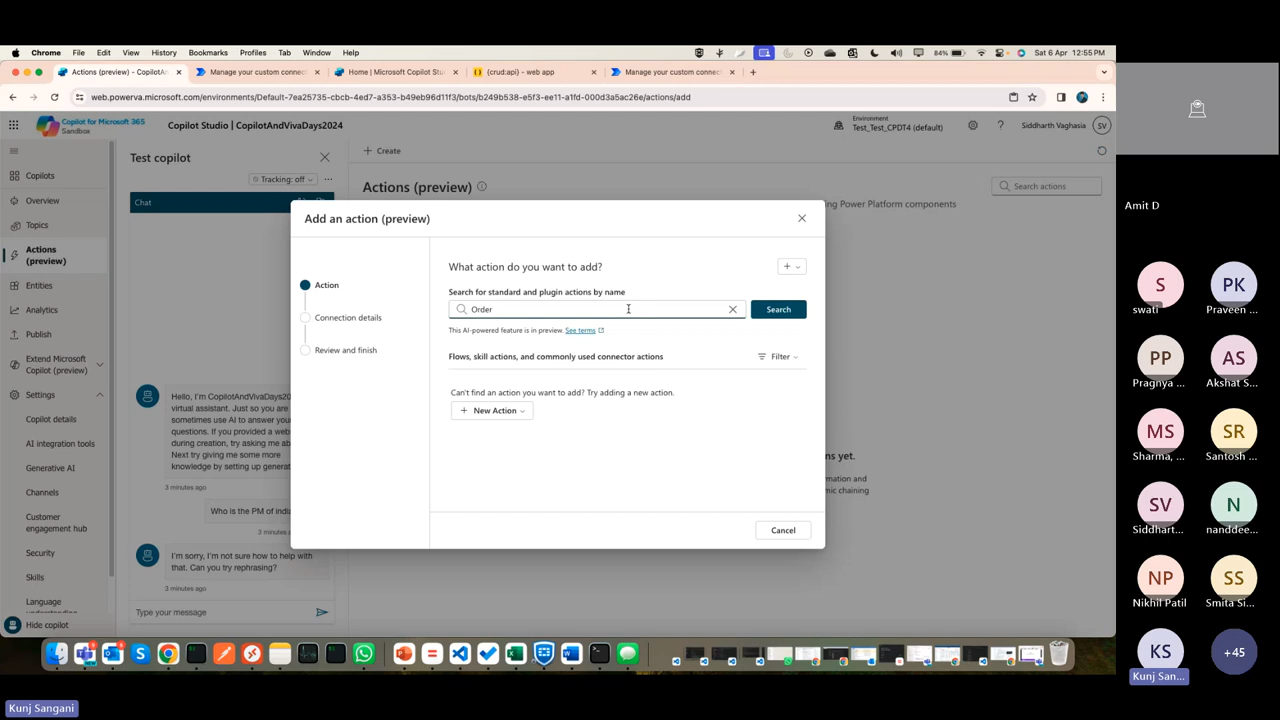 Chrome File Edit View History Bookmarks Profiles Tab Window Help
84% Sat 6 Apr 12:55 PM
Actions (preview) - CopilotAn
Manage your custom connec
Home | Microsoft Copilot Stu
{crud:api} - web app
Manage your custom connec
web.powerva.microsoft.com/environments/Default-7ea25735-cbcb-4ed7-a353-b49eb96d11f3/bots/b249b538-e5f3-ee11-a1fd-000d3a5ac26e/actions/add
Copilot for Microsoft 365
Sandbox
Copilot Studio | CopilotAndVivaDays2024
Environment
Test_Test_CPDT4 (default)
Siddharth Vaghasia SV
Copilots
Overview
Topics
Actions
(preview)
Entities
Analytics
Publish
Extend Microsoft
Copilot (preview)
Settings
Copilot details
AI integration tools
Generative AI
Channels
Customer
engagement hub
Security
Skills
Language
Hide copilot
Test copilot
Tracking: off
Chat
Hello, I'm CopilotAndVivaDays20
virtual assistant. Just so you are
sometimes use AI to answer your
questions. If you provided a web
during creation, try asking me ab
Next try giving me some more
knowledge by setting up generat
3 minutes ago
Who is the PM of indi
3 minutes
I'm sorry, I'm not sure how to help with
that. Can you try rephrasing?
3 minutes ago
Type your message
Create
Actions (preview)
Search actions
ing Power Platform components
ns yet.
rmation and
mic chaining
Add an action (preview)
Action
Connection details
Review and finish
What action do you want to add?
Search for standard and plugin actions by name
Order
Search
This AI-powered feature is in preview. See terms
Flows, skill actions, and commonly used connector actions
Filter
Can't find an action you want to add? Try adding a new action.
New Action
Cancel
Amit D
S
swati
PK
Praveen ...
PP
Pragnya ...
AS
Akshat S...
MS
Sharma, ...
SR
Santosh ...
SV
Siddhart...
N
nanddee...
NP
Nikhil Patil
SS
Smita Si...
KS
Kunj San...
+45
Kunj Sangani